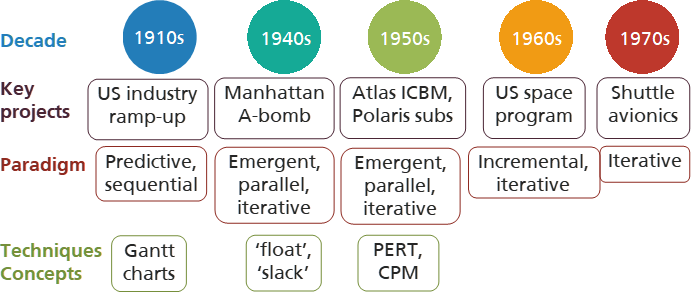 Decade 1910s 1940s 1950s 1960s 1970s
Key projects
US industry
ramp-up
Manhattan
A-bomb
Atlas ICBM,
Polaris subs
US space
program
Shuttle
avionics
Paradigm
Predictive,
sequential
Emergent,
parallel,
iterative
Emergent,
parallel,
iterative
Incremental,
iterative
Iterative
Techniques
Concepts
Gantt
charts
‘float’,
‘slack’
PERT,
CPM